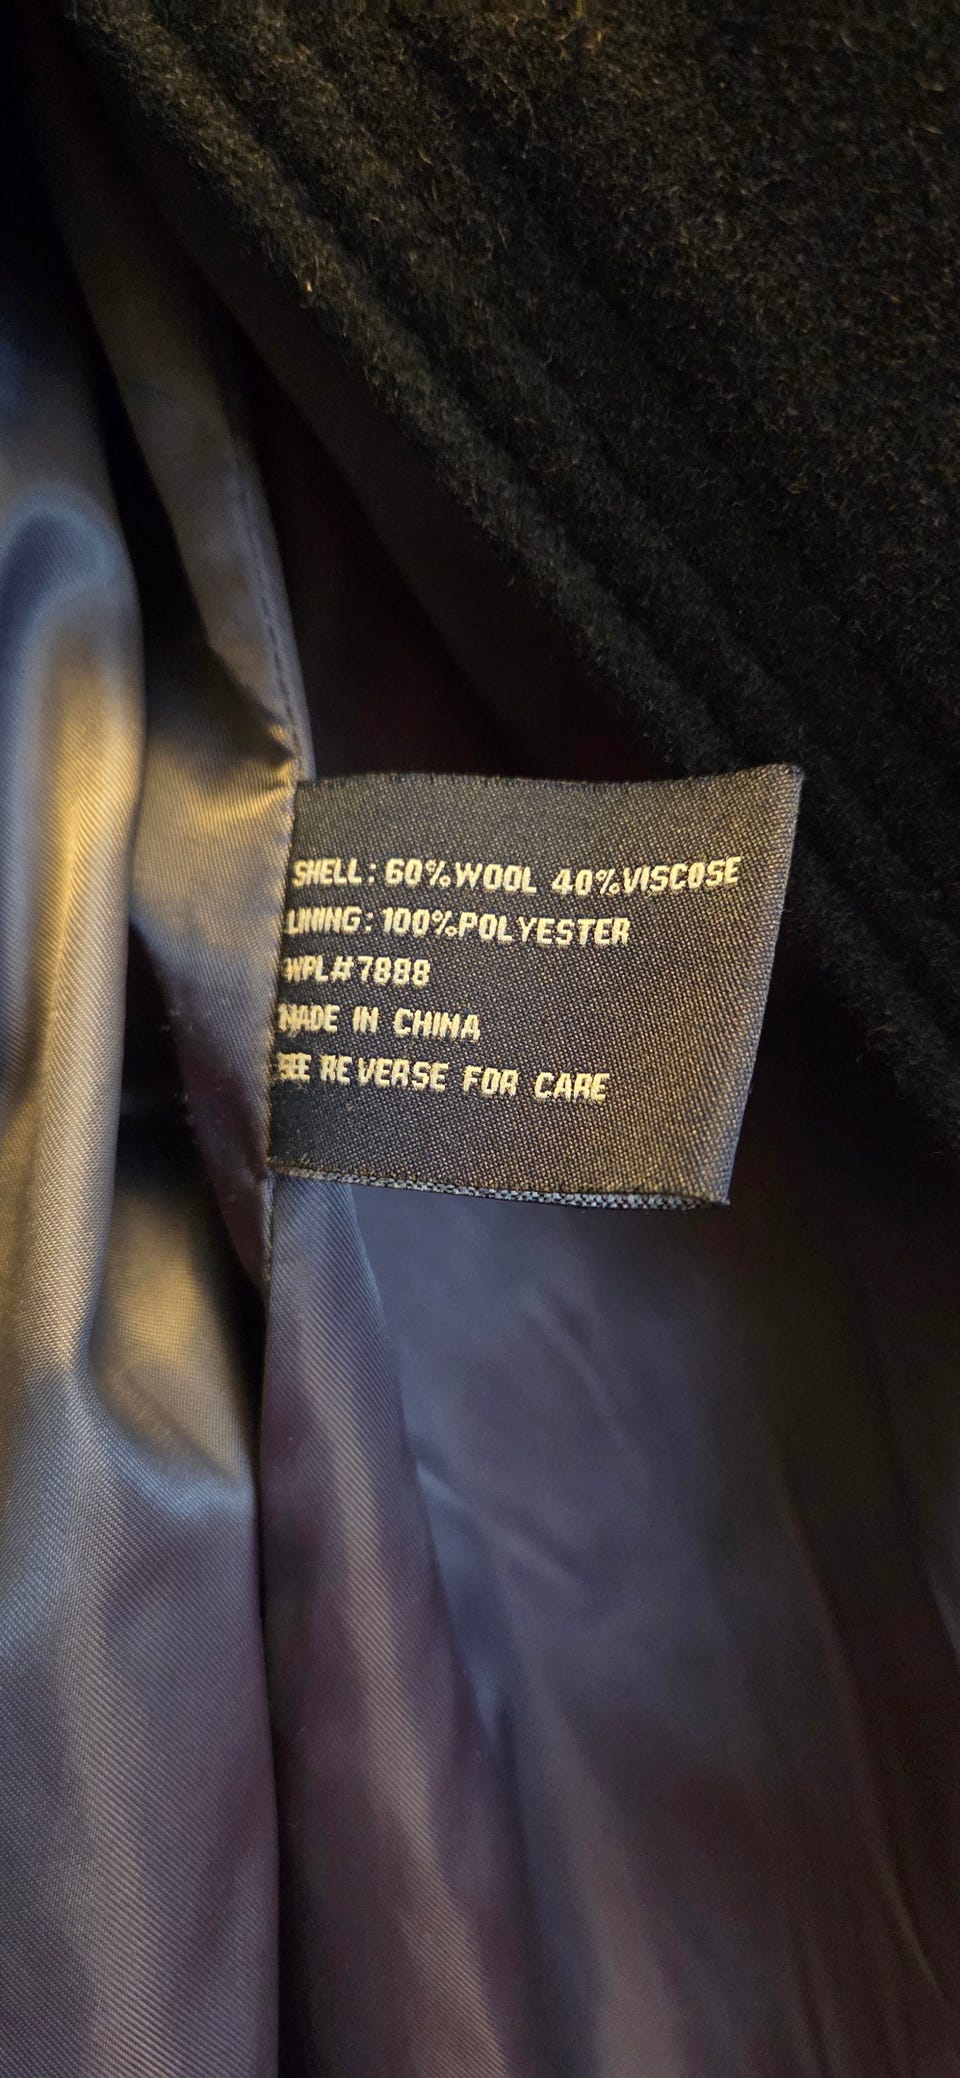 SHELL: 60%WOOL 40%VISCOSE
LINING: 100%POLYESTER
WPL#7888
MADE IN CHINA
SEE REVERSE FOR CARE